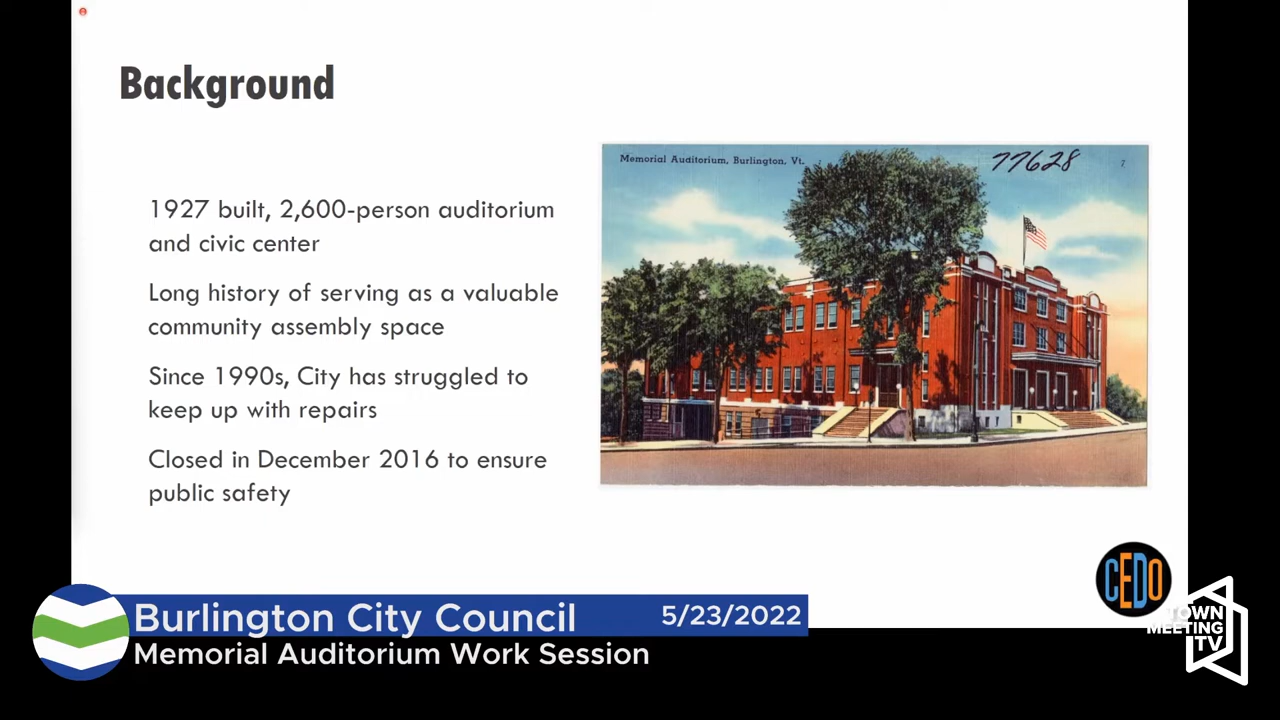 Background
1927 built, 2,600-person auditorium
and civic center
Long history of serving as a valuable
community assembly space
Since 1990s, City has struggled to
keep up with repairs
Closed in December 2016 to ensure
public safety
Memorial Auditorium, Burlington, Vt.
77628
7
CEDO
Burlington City Council
5/23/2022
Memorial Auditorium Work Session
TOWN
MEETING
TV